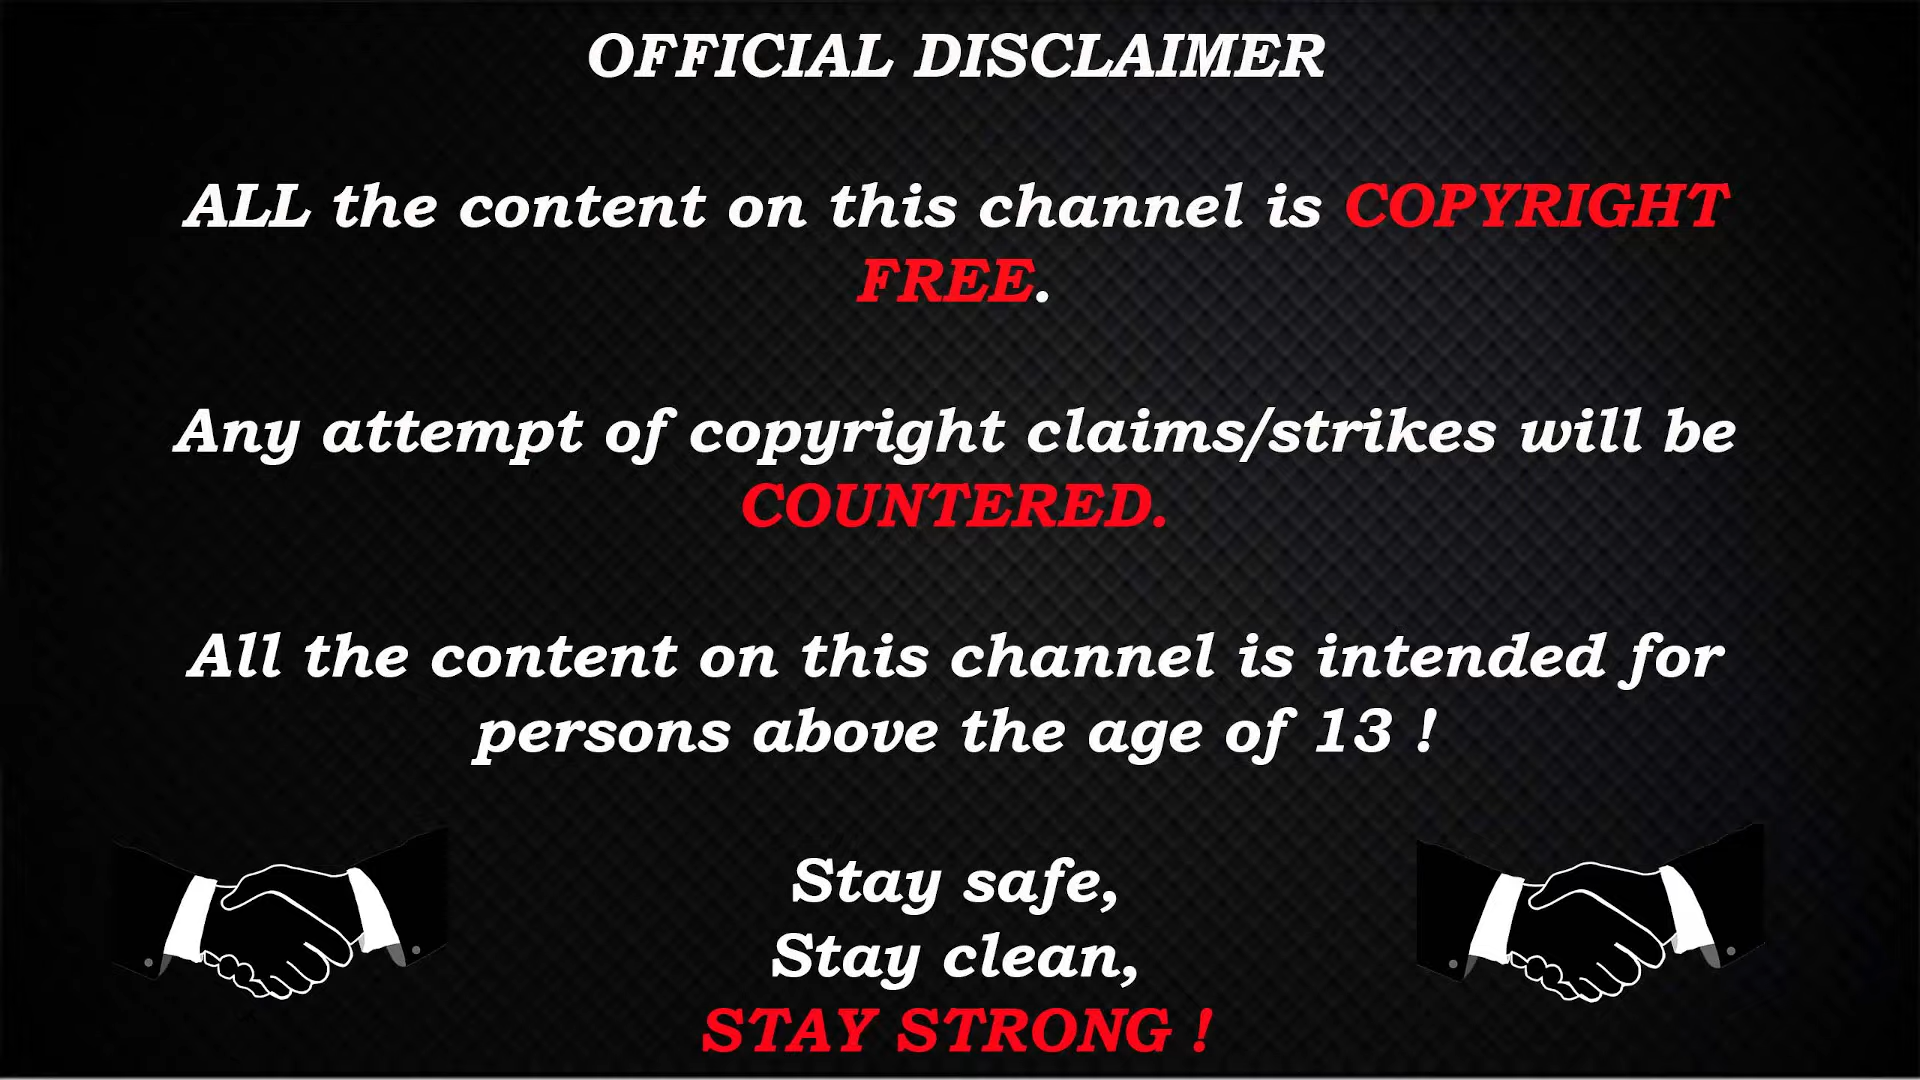 OFFICIAL DISCLAIMER
ALL the content on this channel is COPYRIGHT
FREE.
Any attempt of copyright claims/strikes will be
COUNTERED.
All the content on this channel is intended for
persons above the age of 13 !
Stay safe,
Stay clean,
STAY STRONG !